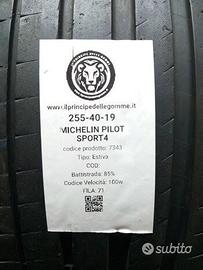 www.ilprincipedellegomme.it
255-40-19
MICHELIN PILOT
SPORT4
codice prodotto: 7343
Tipo: Estiva
COD:
Battistrada: 85%
Codice Velocità: 100w
FILA: 71
subito